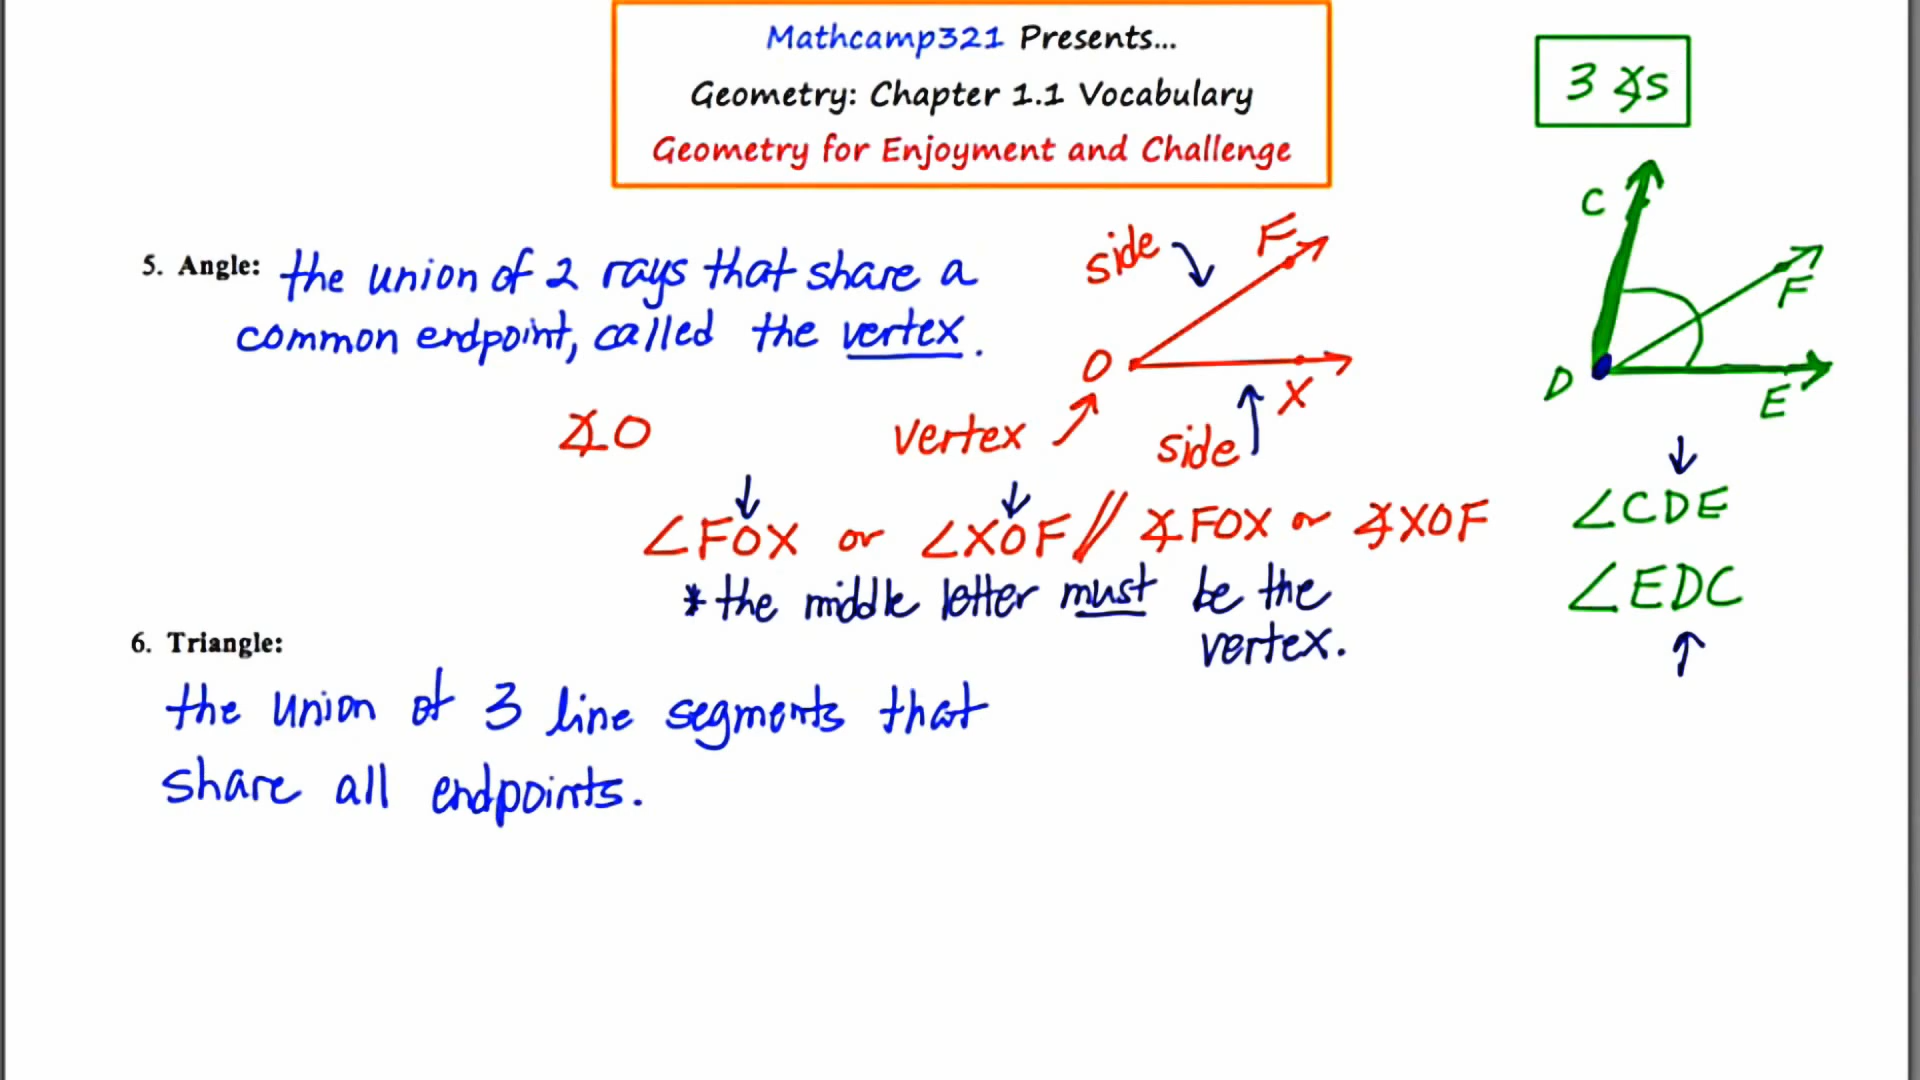 Mathcamp321 Presents...
Geometry: Chapter 1.1 Vocabulary
Geometry for Enjoyment and Challenge
3 ∡s
5. Angle: the union of 2 rays that share a
common endpoint, called the vertex.
side
F
O
X
vertex
side
C
F
D
E
∡O
∠FOX or ∠XOF // ∡FOX or ∡XOF
* the middle letter must be the
vertex.
∠CDE
∠EDC
6. Triangle:
the union of 3 line segments that
share all endpoints.